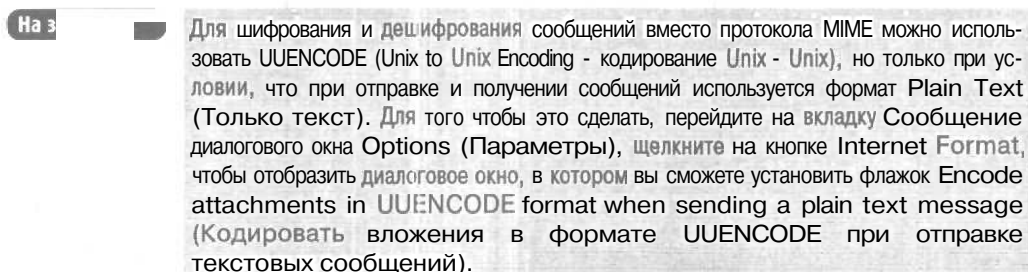 На з
Для шифрования и дешифрования сообщений вместо протокола MIME можно исполь-
зовать UUENCODE (Unix to Unix Encoding - кодирование Unix - Unix), но только при ус-
ловии, что при отправке и получении сообщений используется формат Plain Text
(Только текст). Для того чтобы это сделать, перейдите на вкладку Сообщение
диалогового окна Options (Параметры), щелкните на кнопке Internet Format,
чтобы отобразить диалоговое окно, в котором вы сможете установить флажок Encode
attachments in UUENCODE format when sending a plain text message
(Кодировать вложения в формате UUENCODE при отправке
текстовых сообщений).